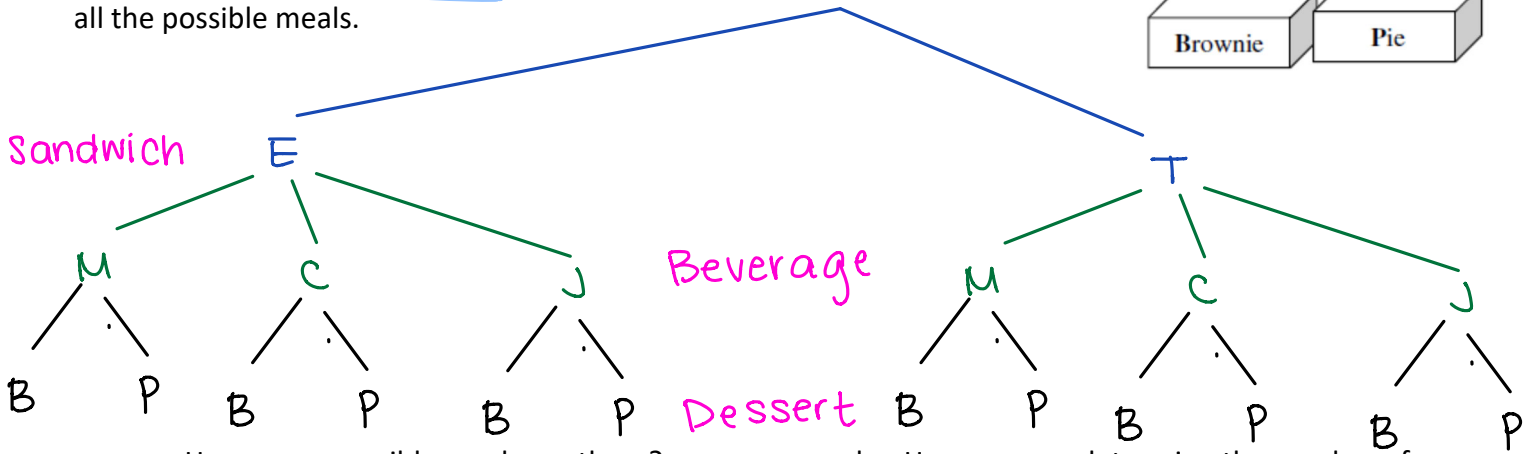 all the possible meals.
Brownie Pie
Sandwich E T
M C J Beverage M C J
B P B P B P Dessert B P B P B P